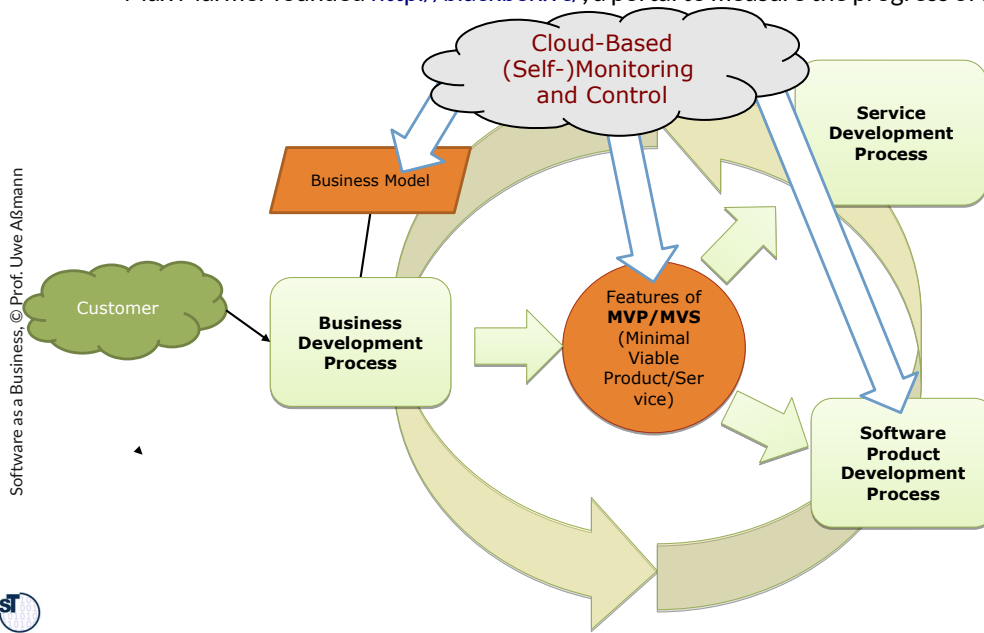 Cloud-Based
(Self-)Monitoring
and Control
Service
Development
Process
Business Model
Customer
Business
Development
Process
Features of
MVP/MVS
(Minimal
Viable
Product/Ser
vice)
Software
Product
Development
Process
Software as a Business, © Prof. Uwe Aßmann
ST